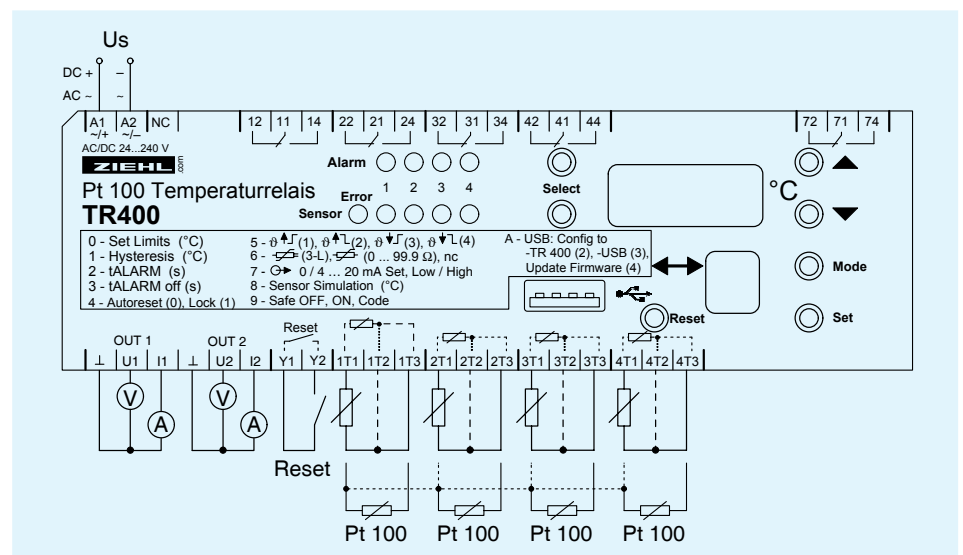 Us
DC + –
AC ~ ~
A1 A2 NC 12 11 14 22 21 24 32 31 34 42 41 44 72 71 74
~/+ ~/–
AC/DC 24...240 V
ZIEHL .com
Alarm
Pt 100 Temperaturrelais
Error 1 2 3 4
Select
°C
TR400
Sensor
0 - Set Limits (°C)
1 - Hysteresis (°C)
2 - tALARM (s)
3 - tALARM off (s)
4 - Autoreset (0), Lock (1)
5 - ϑ (1), ϑ (2), ϑ (3), ϑ (4)
6 - (3-L), (0 ... 99.9 Ω), nc
7 - 0 / 4 ... 20 mA Set, Low / High
8 - Sensor Simulation (°C)
9 - Safe OFF, ON, Code
A - USB: Config to
-TR 400 (2), -USB (3),
Update Firmware (4)
Mode
Reset
Set
OUT 1 OUT 2 Reset
⊥ U1 I1 ⊥ U2 I2 Y1 Y2 1T1 1T2 1T3 2T1 2T2 2T3 3T1 3T2 3T3 4T1 4T2 4T3
V V
A A
Reset
Pt 100 Pt 100 Pt 100 Pt 100